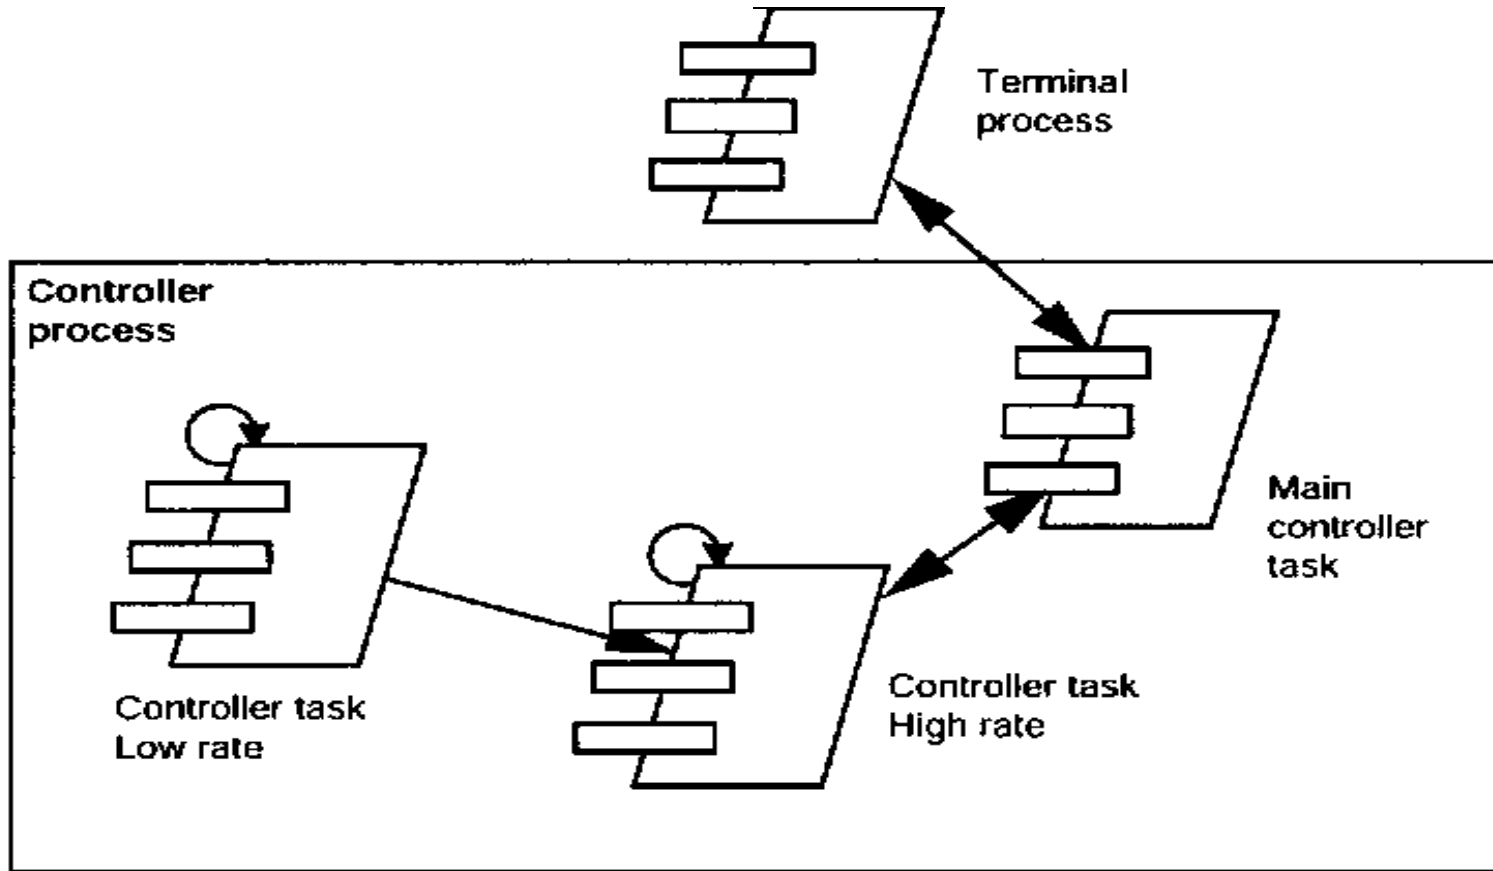 Terminal
process
Controller
process
Main
controller
task
Controller task
Low rate
Controller task
High rate